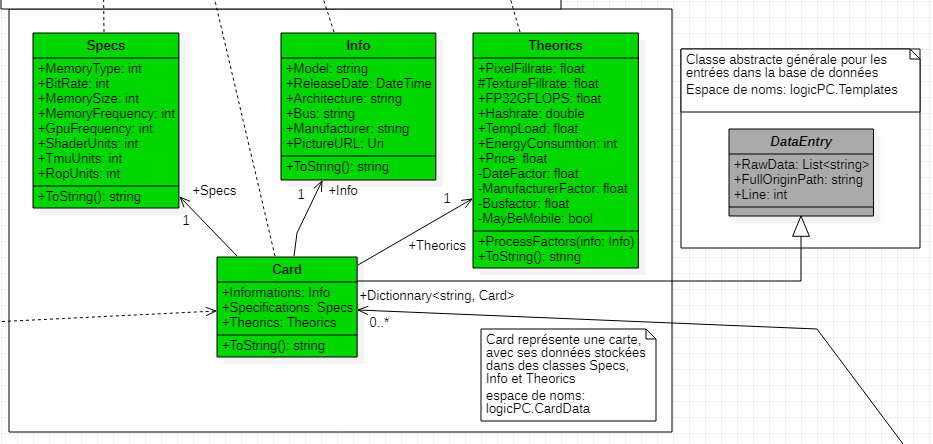 Specs
+MemoryType: int
+BitRate: int
+MemorySize: int
+MemoryFrequency: int
+GpuFrequency: int
+ShaderUnits: int
+TmuUnits: int
+RopUnits: int
+ToString(): string
Info
+Model: string
+ReleaseDate: DateTime
+Architecture: string
+Bus: string
+Manufacturer: string
+PictureURL: Uri
+ToString(): string
Theorics
+PixelFillrate: float
#TextureFillrate: float
+FP32GFLOPS: float
+Hashrate: double
+TempLoad: float
+EnergyConsumtion: int
+Price: float
-DateFactor: float
-ManufacturerFactor: float
-Busfactor: float
-MayBeMobile: bool
+ProcessFactors(info: Info)
+ToString(): string
Classe abstracte générale pour les
entrées dans la base de données
Espace de noms: logicPC.Templates
DataEntry
+RawData: List<string>
+FullOriginPath: string
+Line: int
+Specs
1
1
+Info
1
+Theorics
Card
+Informations: Info
+Specifications: Specs
+Theorics: Theorics
+ToString(): string
+Dictionnary<string, Card>
0..*
Card représente une carte,
avec ses données stockées
dans des classes Specs,
Info et Theorics
espace de noms:
logicPC.CardData